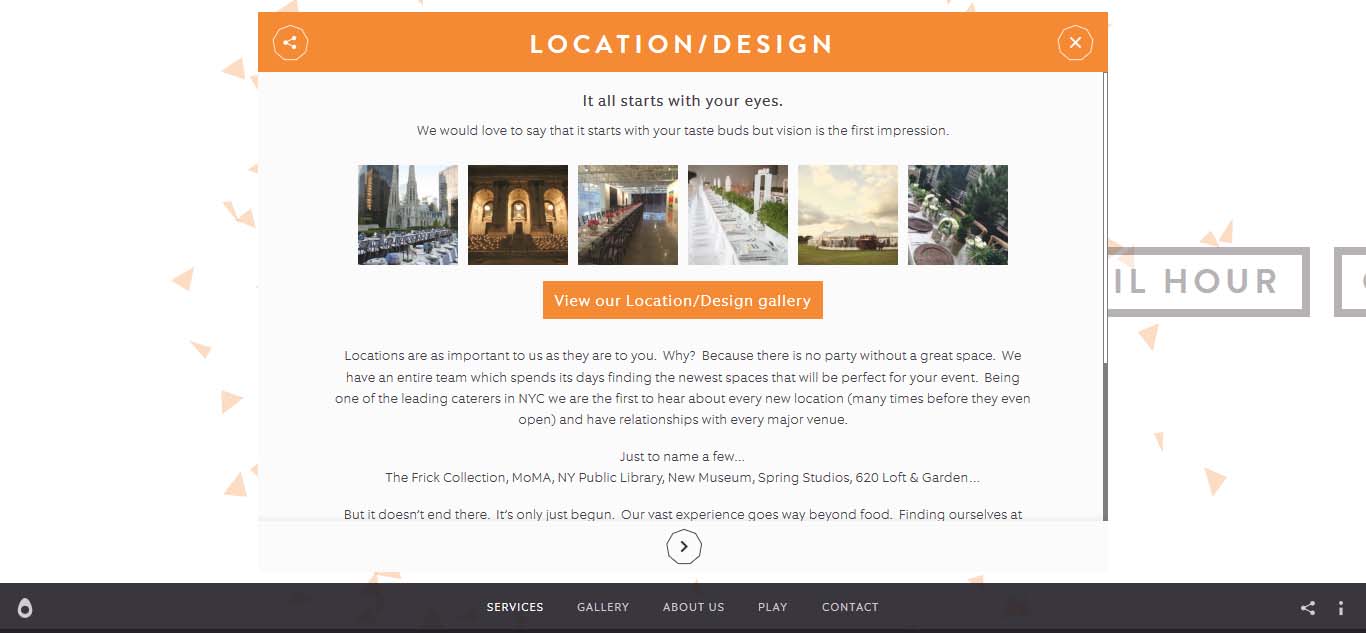 LOCATION/DESIGN
It all starts with your eyes.
We would love to say that it starts with your taste buds but vision is the first impression.
View our Location/Design gallery
IL HOUR
Locations are as important to us as they are to you. Why? Because there is no party without a great space. We
have an entire team which spends its days finding the newest spaces that will be perfect for your event. Being
one of the leading caterers in NYC we are the first to hear about every new location (many times before they even
open) and have relationships with every major venue.
Just to name a few...
The Frick Collection, MoMA, NY Public Library, New Museum, Spring Studios, 620 Loft & Garden...
But it doesn't end there. It's only just begun. Our vast experience goes way beyond food. Finding ourselves at
SERVICES GALLERY ABOUT US PLAY CONTACT